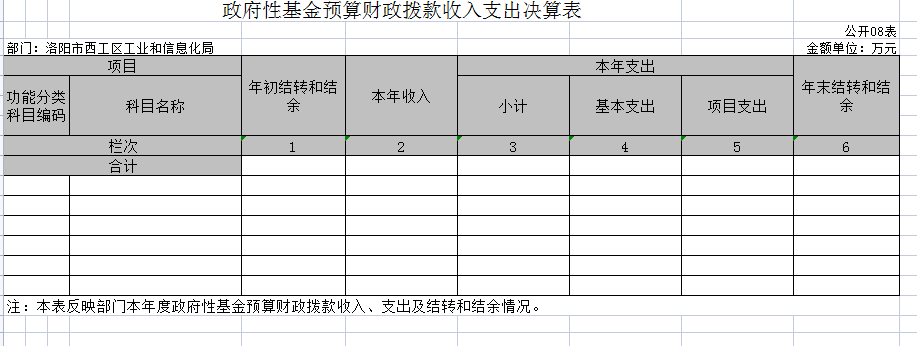 政府性基金预算财政拨款收入支出决算表
公开08表
部门：洛阳市西工区工业和信息化局
金额单位：万元
项目
年初结转和结余
本年收入
本年支出
年末结转和结余
功能分类科目编码
科目名称
小计
基本支出
项目支出
栏次
1
2
3
4
5
6
合计
注：本表反映部门本年度政府性基金预算财政拨款收入、支出及结转和结余情况。